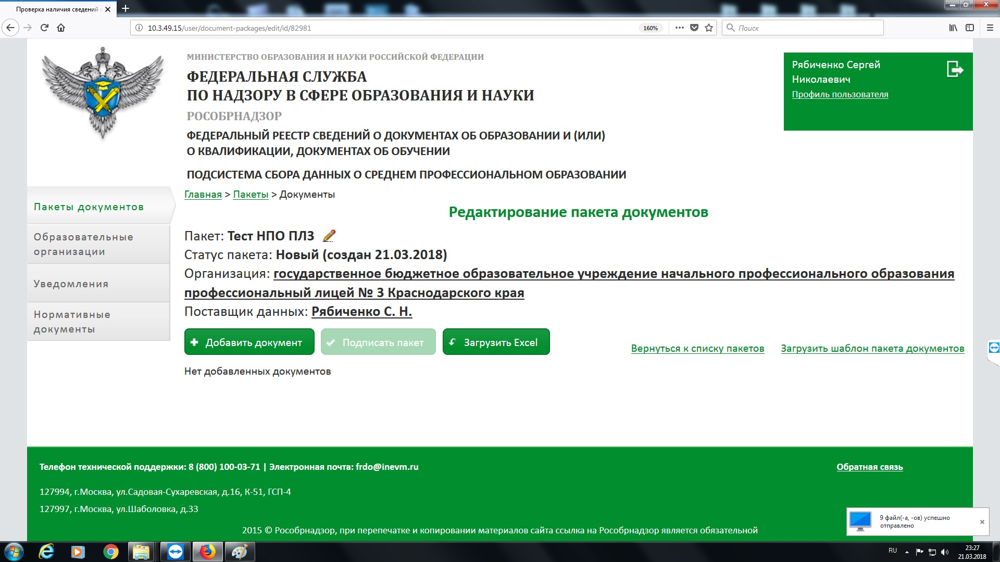 Проверка наличия сведений
10.3.49.15/user/document-packages/edit/id/82981
160%
Поиск
МИНИСТЕРСТВО ОБРАЗОВАНИЯ И НАУКИ РОССИЙСКОЙ ФЕДЕРАЦИИ
ФЕДЕРАЛЬНАЯ СЛУЖБА
ПО НАДЗОРУ В СФЕРЕ ОБРАЗОВАНИЯ И НАУКИ
РОСОБРНАДЗОР
ФЕДЕРАЛЬНЫЙ РЕЕСТР СВЕДЕНИЙ О ДОКУМЕНТАХ ОБ ОБРАЗОВАНИИ И (ИЛИ)
О КВАЛИФИКАЦИИ, ДОКУМЕНТАХ ОБ ОБУЧЕНИИ
ПОДСИСТЕМА СБОРА ДАННЫХ О СРЕДНЕМ ПРОФЕССИОНАЛЬНОМ ОБРАЗОВАНИИ
Рябиченко Сергей
Николаевич
Профиль пользователя
Пакеты документов
Образовательные
организации
Уведомления
Нормативные
документы
Главная > Пакеты > Документы
Редактирование пакета документов
Пакет: Тест НПО ПЛ3
Статус пакета: Новый (создан 21.03.2018)
Организация: государственное бюджетное образовательное учреждение начального профессионального образования
профессиональный лицей № 3 Краснодарского края
Поставщик данных: Рябиченко С. Н.
Добавить документ
Подписать пакет
Загрузить Excel
Вернуться к списку пакетов
Загрузить шаблон пакета документов
Нет добавленных документов
Телефон технической поддержки: 8 (800) 100-03-71 | Электронная почта: frdo@inevm.ru
Обратная связь
127994, г.Москва, ул.Садовая-Сухаревская, д.16, К-51, ГСП-4
127997, г.Москва, ул.Шаболовка, д.33
2015 © Рособрнадзор, при перепечатке и копировании материалов сайта ссылка на Рособрнадзор является обязательной
9 файл(-а, -ов) успешно
отправлено
RU
23:27
21.03.2018